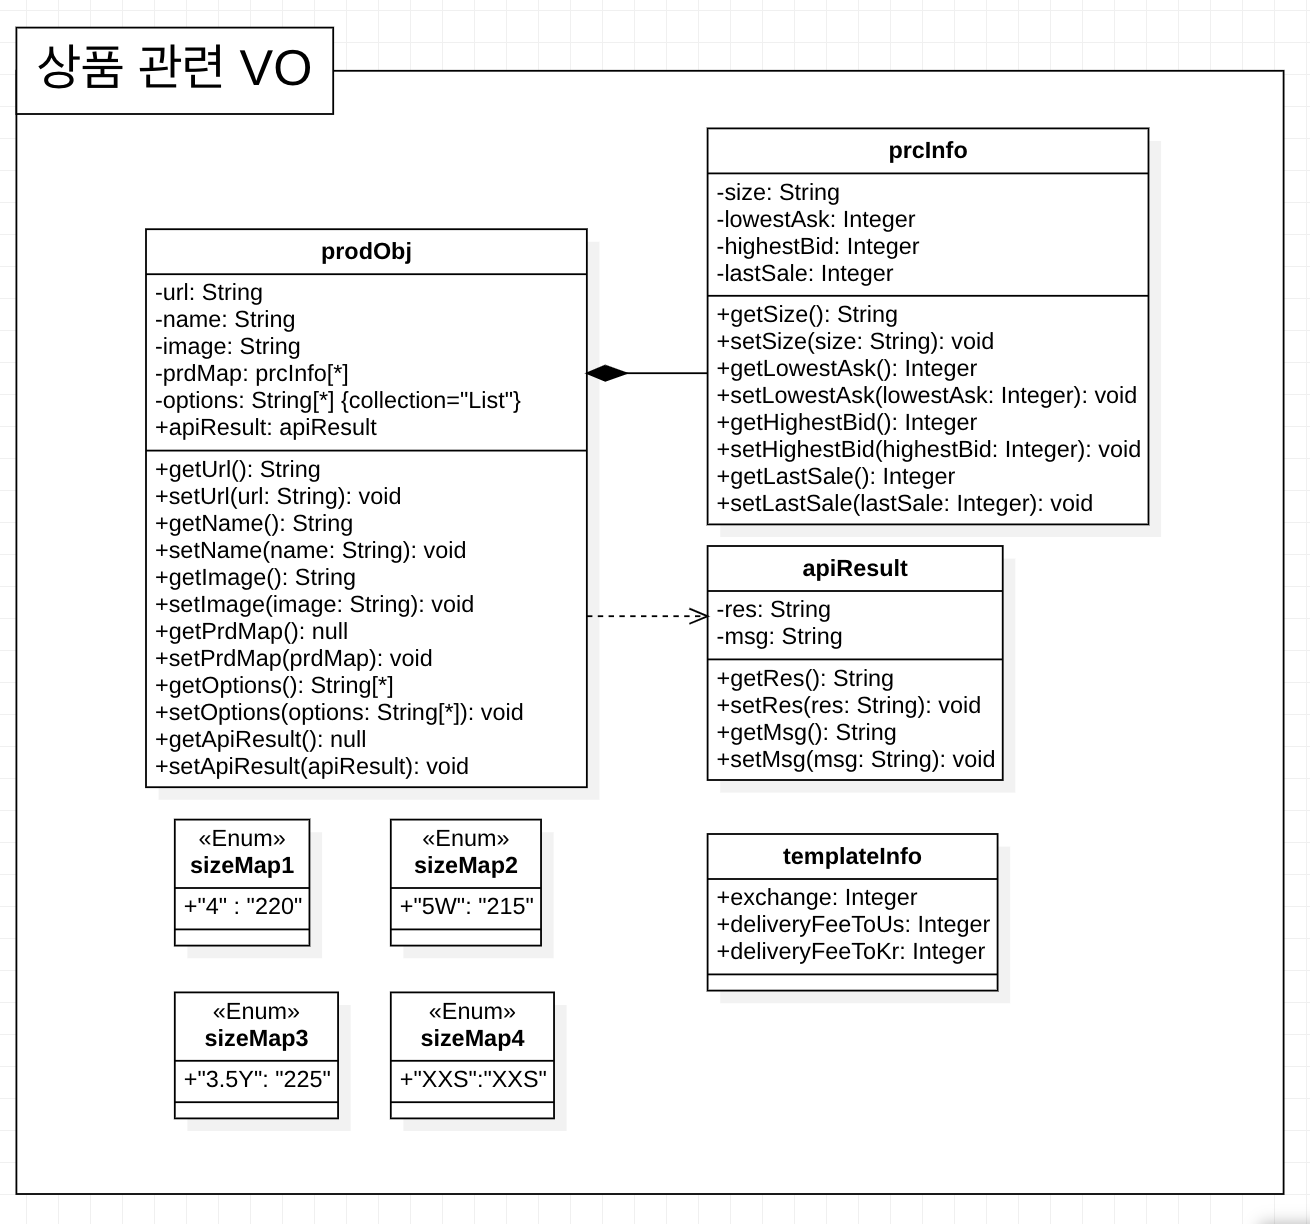 상품 관련 VO
prcInfo
-size: String
-lowestAsk: Integer
-highestBid: Integer
-lastSale: Integer
+getSize(): String
+setSize(size: String): void
+getLowestAsk(): Integer
+setLowestAsk(lowestAsk: Integer): void
+getHighestBid(): Integer
+setHighestBid(highestBid: Integer): void
+getLastSale(): Integer
+setLastSale(lastSale: Integer): void
prodObj
-url: String
-name: String
-image: String
-prdMap: prcInfo[*]
-options: String[*] {collection="List"}
+apiResult: apiResult
+getUrl(): String
+setUrl(url: String): void
+getName(): String
+setName(name: String): void
+getImage(): String
+setImage(image: String): void
+getPrdMap(): null
+setPrdMap(prdMap): void
+getOptions(): String[*]
+setOptions(options: String[*]): void
+getApiResult(): null
+setApiResult(apiResult): void
apiResult
-res: String
-msg: String
+getRes(): String
+setRes(res: String): void
+getMsg(): String
+setMsg(msg: String): void
«Enum»
sizeMap1
+"4" : "220"
«Enum»
sizeMap2
+"5W": "215"
templateInfo
+exchange: Integer
+deliveryFeeToUs: Integer
+deliveryFeeToKr: Integer
«Enum»
sizeMap3
+"3.5Y": "225"
«Enum»
sizeMap4
+"XXS":"XXS"